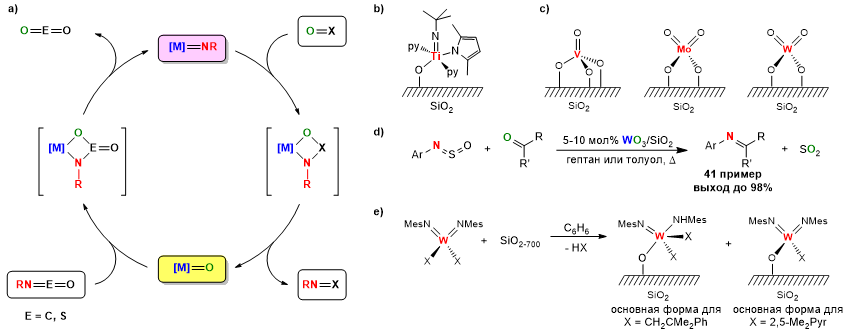 a)
O=E=O
[M]=NR
O=X
[M]
O
E=O
N
R
[M]
O
X
N
R
RN=E=O
[M]=O
RN=X
E = C, S
b)
N
py
Ti
N
py
O
SiO2
c)
O
V
O
O
O
SiO2
O
O
Mo
O
O
SiO2
O
O
W
O
O
SiO2
d)
Ar
N
S
O
+
O
R
R'
5-10 мол% WO3/SiO2
гептан или толуол, Δ
Ar
N
R
R'
+
SO2
41 пример
выход до 98%
e)
MesN
NMes
W
X
X
+
SiO2-700
C6H6
- HX
MesN
NHMes
W
X
X
O
SiO2
основная форма для
X = CH2CMe2Ph
+
MesN
NMes
W
O
X
SiO2
основная форма для
X = 2,5-Me2Pyr